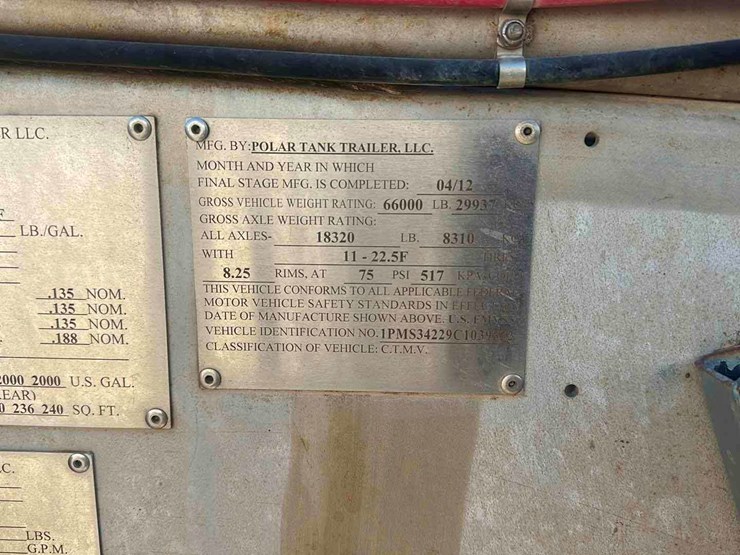 R LLC.
LB./GAL.
.135 NOM.
.135 NOM.
.135 NOM.
.188 NOM.
2000 U.S. GAL.
236 240 SQ. FT.
LBS.
G.P.M.
MFG. BY: POLAR TANK TRAILER, LLC.
MONTH AND YEAR IN WHICH
FINAL STAGE MFG. IS COMPLETED: 04/12
GROSS VEHICLE WEIGHT RATING: 66000 LB.
GROSS AXLE WEIGHT RATING:
ALL AXLES- 18320 LB. 8310
WITH 11 - 22.5F
8.25 RIMS, AT 75 PSI 517
THIS VEHICLE CONFORMS TO ALL APPLICABLE
MOTOR VEHICLE SAFETY STANDARDS IN
DATE OF MANUFACTURE SHOWN ABOVE. U.S.
VEHICLE IDENTIFICATION NO.
CLASSIFICATION OF VEHICLE: C.T.M.V.